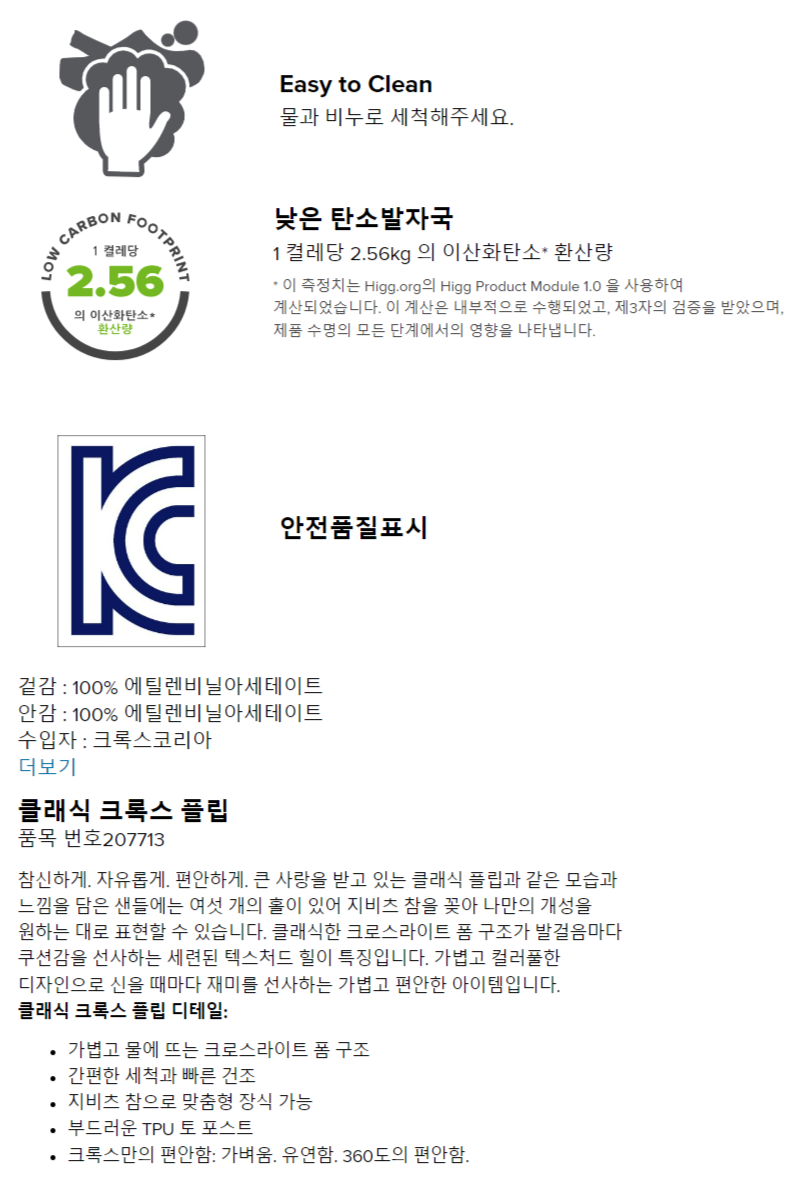 Easy to Clean
물과 비누로 세척해주세요.
LOW CARBON FOOTPRINT
1 켤레당
2.56
의 이산화탄소*
환산량
낮은 탄소발자국
1 켤레당 2.56kg 의 이산화탄소* 환산량
* 이 측정치는 Higg.org의 Higg Product Module 1.0 을 사용하여
계산되었습니다. 이 계산은 내부적으로 수행되었고, 제3자의 검증을 받았으며,
제품 수명의 모든 단계에서의 영향을 나타냅니다.
KC
안전품질표시
겉감 : 100% 에틸렌비닐아세테이트
안감 : 100% 에틸렌비닐아세테이트
수입자 : 크록스코리아
더보기
클래식 크록스 플립
품목 번호207713
참신하게. 자유롭게. 편안하게. 큰 사랑을 받고 있는 클래식 플립과 같은 모습과
느낌을 담은 샌들에는 여섯 개의 홀이 있어 지비츠 참을 꽂아 나만의 개성을
원하는 대로 표현할 수 있습니다. 클래식한 크로스라이트 폼 구조가 발걸음마다
쿠션감을 선사하는 세련된 텍스처드 힐이 특징입니다. 가볍고 컬러풀한
디자인으로 신을 때마다 재미를 선사하는 가볍고 편안한 아이템입니다.
클래식 크록스 플립 디테일:
• 가볍고 물에 뜨는 크로스라이트 폼 구조
• 간편한 세척과 빠른 건조
• 지비츠 참으로 맞춤형 장식 가능
• 부드러운 TPU 토 포스트
• 크록스만의 편안함: 가벼움. 유연함. 360도의 편안함.